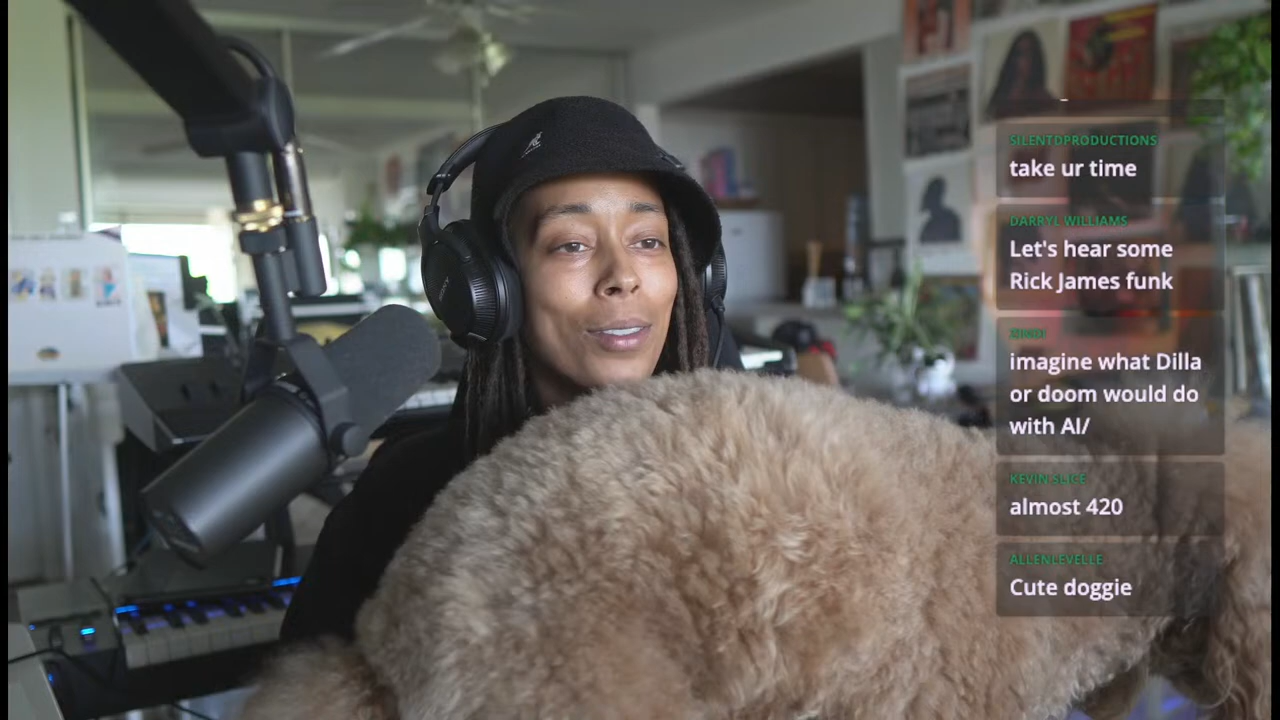 SILENTDPRODUCTIONS
take ur time
DARRYL WILLIAMS
Let's hear some
Rick James funk
imagine what Dilla
or doom would do
with AI/
KEVIN SLICE
almost 420
ALLENLEVELLE
Cute doggie